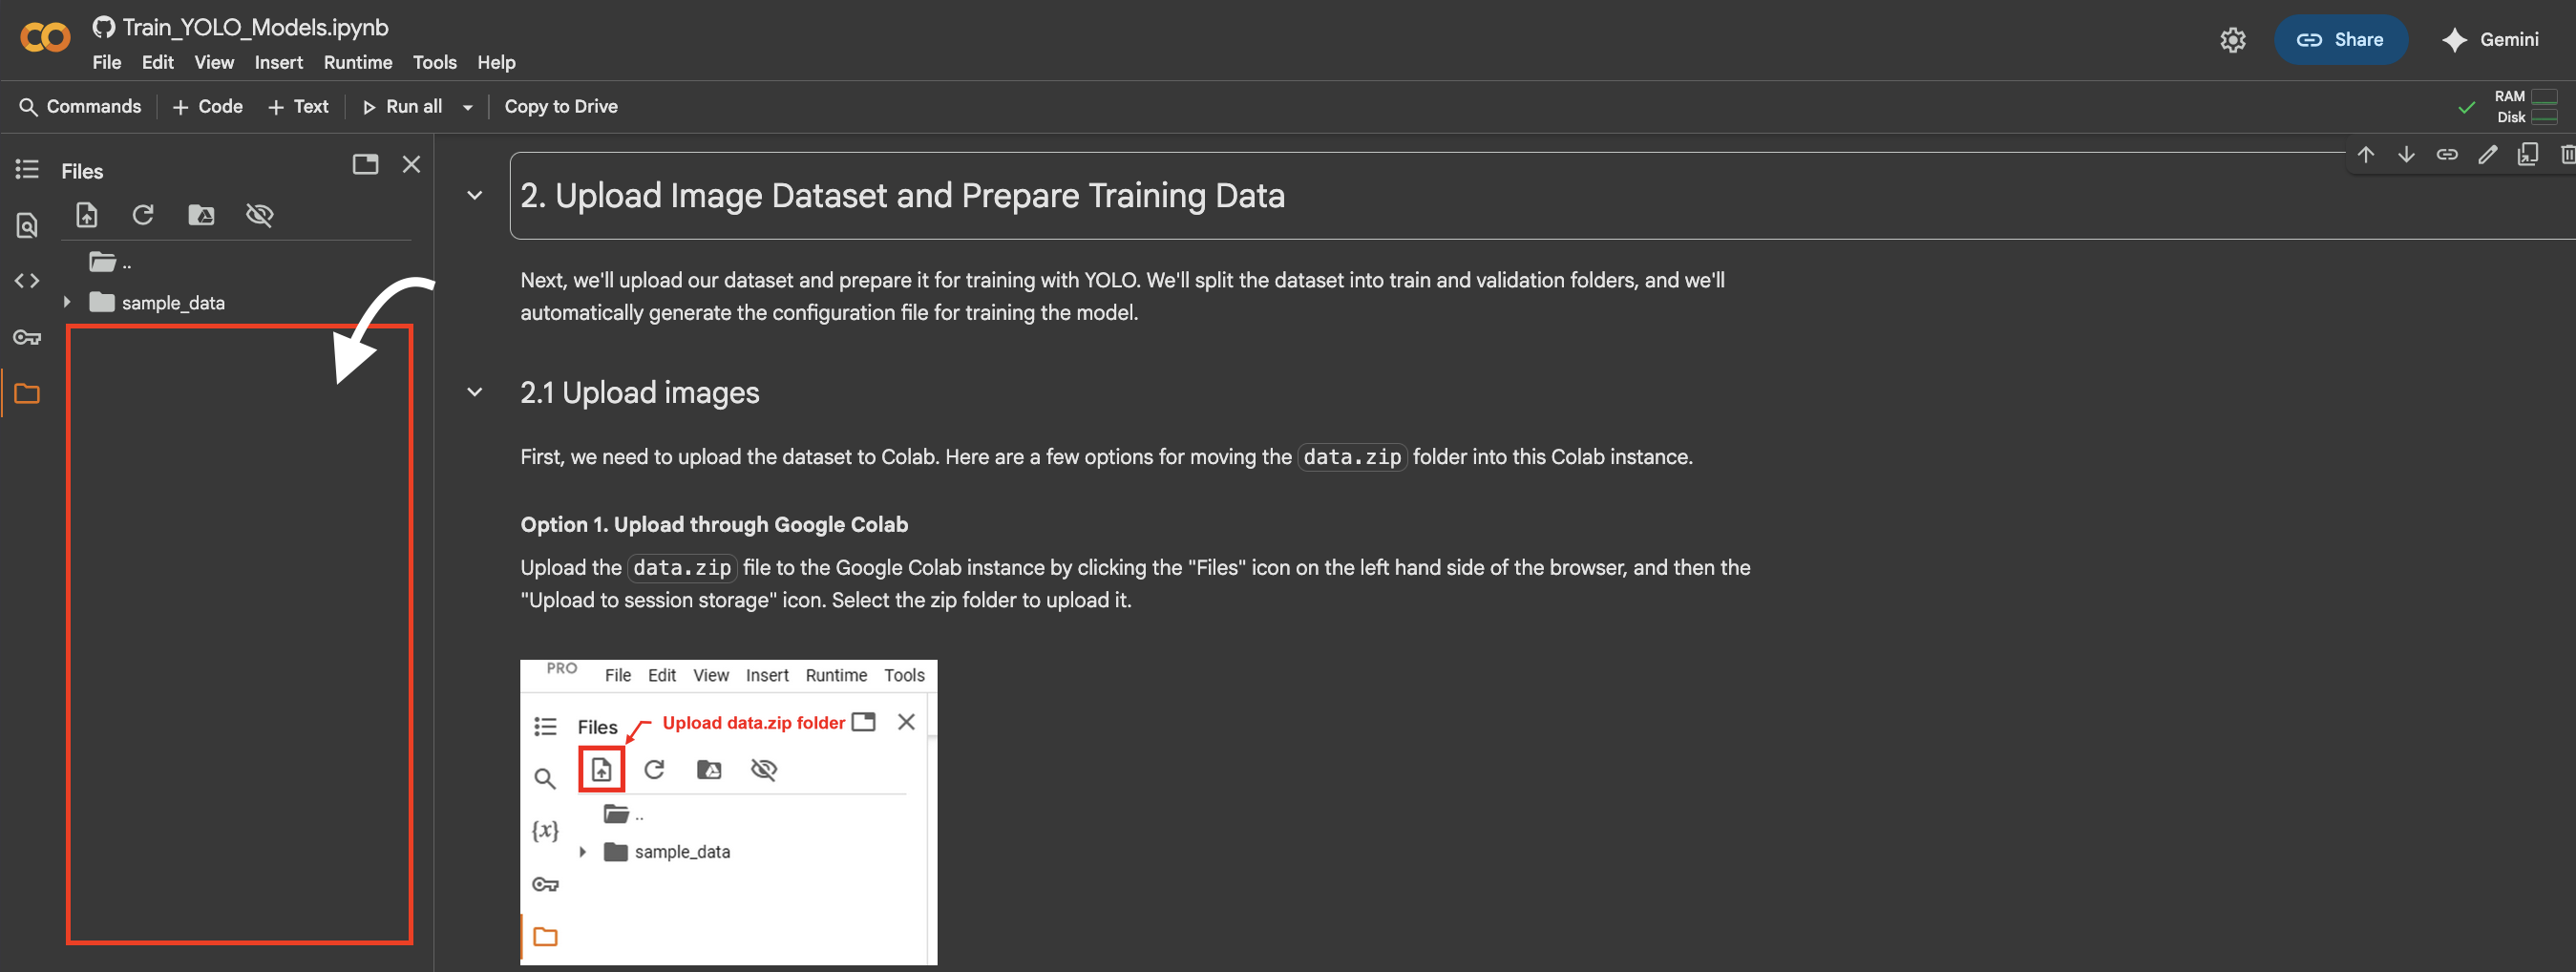 Train_YOLO_Models.ipynb
File Edit View Insert Runtime Tools Help
Share
Gemini
Commands + Code + Text Run all Copy to Drive
RAM
Disk
Files
..
sample_data
2. Upload Image Dataset and Prepare Training Data
Next, we'll upload our dataset and prepare it for training with YOLO. We'll split the dataset into train and validation folders, and we'll
automatically generate the configuration file for training the model.
2.1 Upload images
First, we need to upload the dataset to Colab. Here are a few options for moving the data.zip folder into this Colab instance.
Option 1. Upload through Google Colab
Upload the data.zip file to the Google Colab instance by clicking the "Files" icon on the left hand side of the browser, and then the
"Upload to session storage" icon. Select the zip folder to upload it.
PRO
File Edit View Insert Runtime Tools
Files
Upload data.zip folder
..
{x}
sample_data